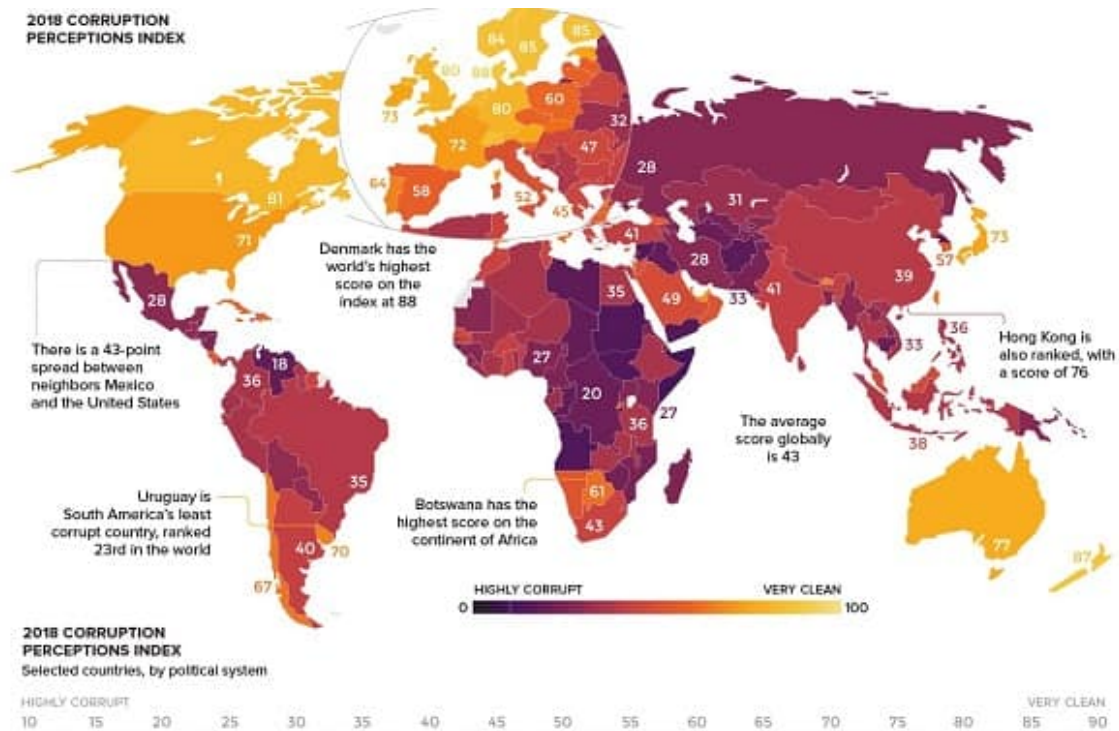 2018 CORRUPTION
PERCEPTIONS INDEX
84
85
85
80
88
73
80
60
72
32
47
64
58
52
45
28
31
81
71
41
28
35
49
33
41
39
57
73
Denmark has the
world's highest
score on the
index at 88
28
There is a 43-point
spread between
neighbors Mexico
and the United States
18
36
27
20
36
27
36
33
38
Hong Kong is
also ranked, with
a score of 76
The average
score globally
is 43
35
Uruguay is
South America's least
corrupt country, ranked
23rd in the world
40
70
67
Botswana has the
highest score on the
continent of Africa
61
43
77
87
HIGHLY CORRUPT VERY CLEAN
0 100
2018 CORRUPTION
PERCEPTIONS INDEX
Selected countries, by political system
HIGHLY CORRUPT VERY CLEAN
10 15 20 25 30 35 40 45 50 55 60 65 70 75 80 85 90